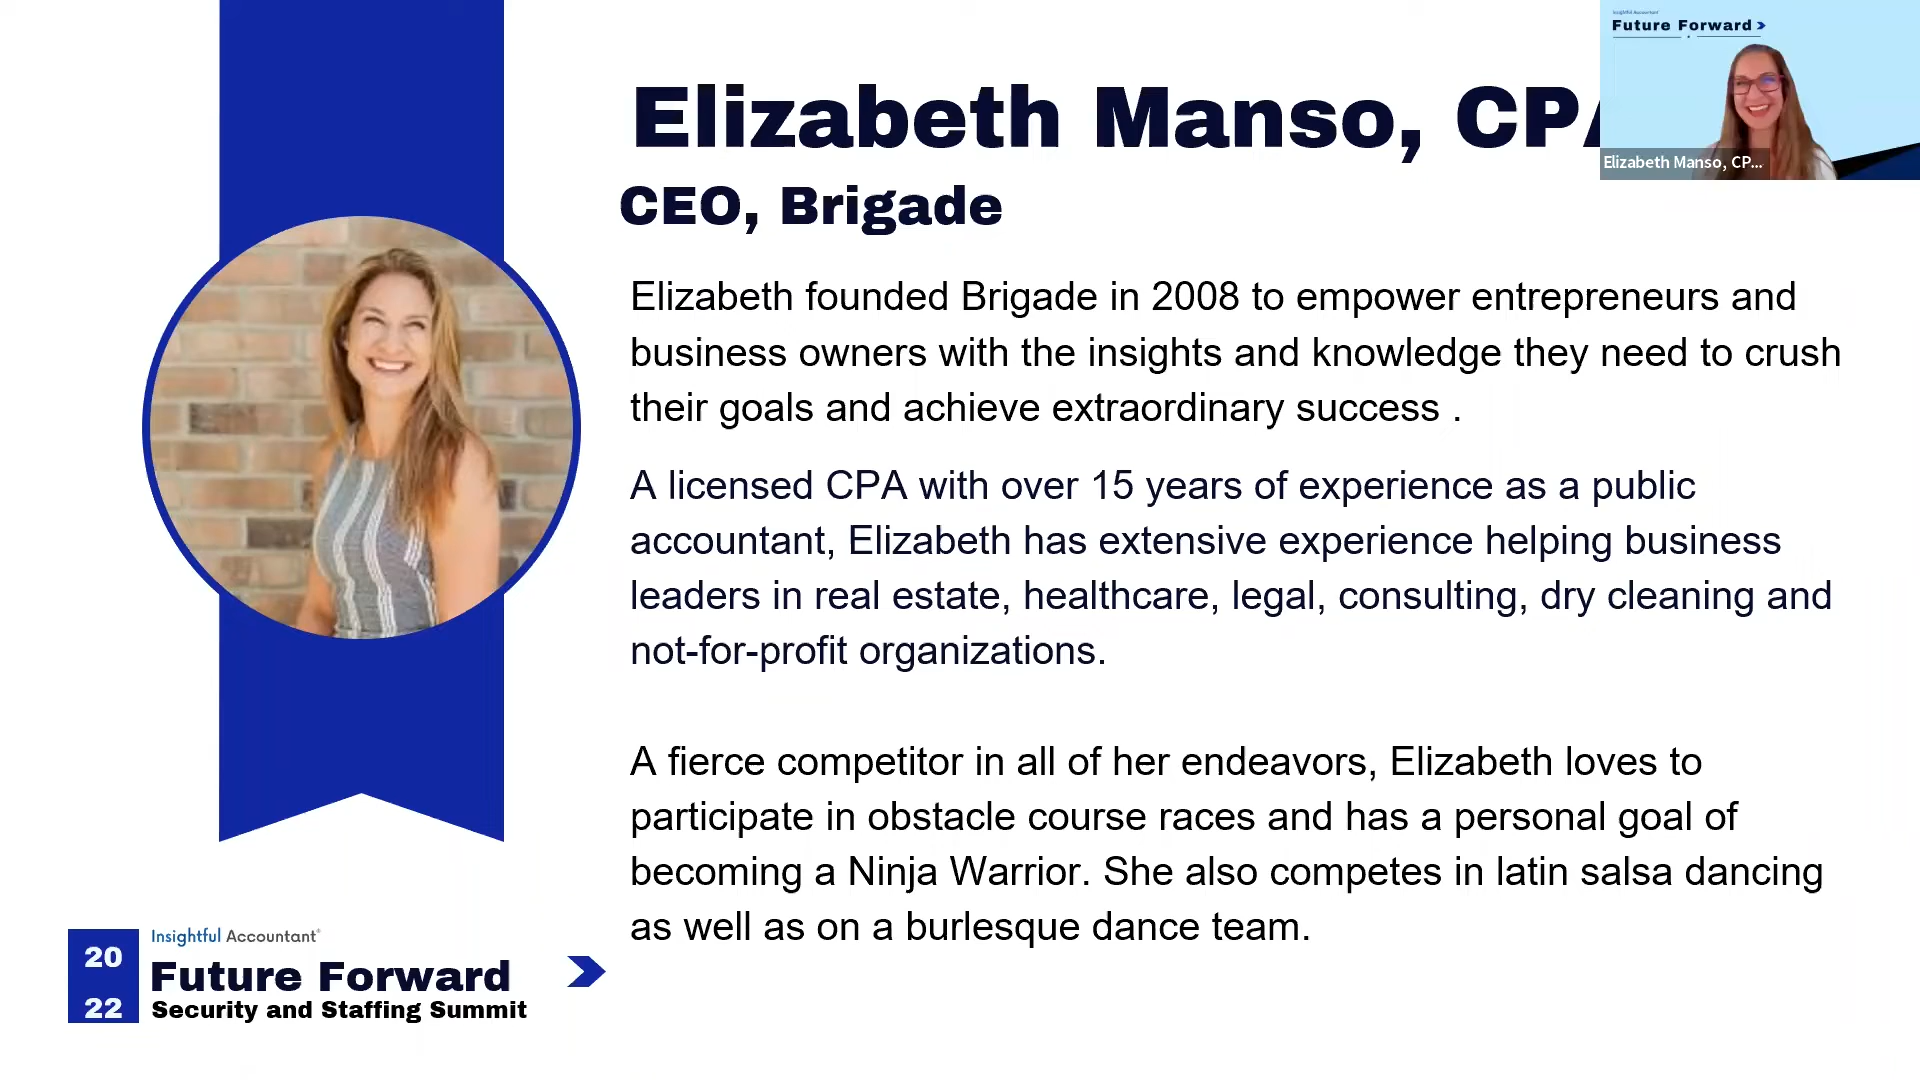 Elizabeth Manso, CPA
CEO, Brigade
Elizabeth founded Brigade in 2008 to empower entrepreneurs and
business owners with the insights and knowledge they need to crush
their goals and achieve extraordinary success .
A licensed CPA with over 15 years of experience as a public
accountant, Elizabeth has extensive experience helping business
leaders in real estate, healthcare, legal, consulting, dry cleaning and
not-for-profit organizations.
A fierce competitor in all of her endeavors, Elizabeth loves to
participate in obstacle course races and has a personal goal of
becoming a Ninja Warrior. She also competes in latin salsa dancing
as well as on a burlesque dance team.
Insightful Accountant
Future Forward
Elizabeth Manso, CP...
20
22
Insightful Accountant®
Future Forward
Security and Staffing Summit